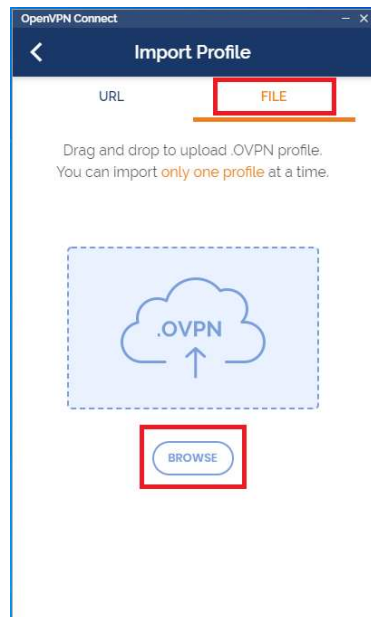 OpenVPN Connect
Import Profile
URL
FILE
Drag and drop to upload .OVPN profile.
You can import only one profile at a time.
.OVPN
BROWSE